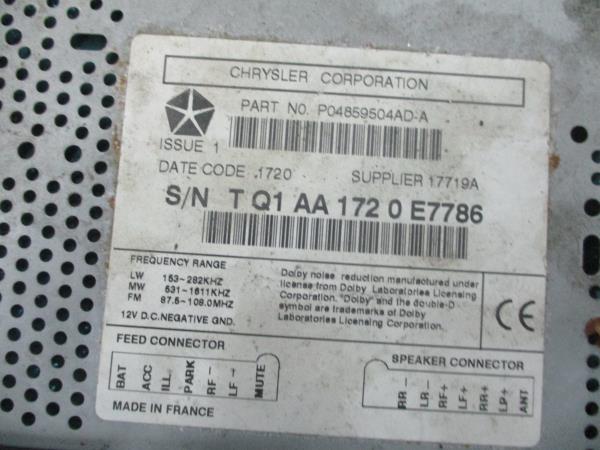 CHRYSLER CORPORATION
PART NO. P04859504AD-A
ISSUE 1
DATE CODE .1720 SUPPLIER 17719A
S/N T Q1 AA 172 0 E7786
FREQUENCY RANGE
LW 153-282KHZ
MW 531-1611KHZ
FM 87.5-108.0MHZ
12V D.C.NEGATIVE GND.
Dolby noise reduction manufactured under
license from Dolby Laboratories Licensing
Corporation. "Dolby" and the double-D
symbol are trademarks of Dolby
Laboratories Licensing Corporation.
CE
FEED CONNECTOR
BAT
ACC
ILL
PARK
RF-
LF+
MUTE
SPEAKER CONNECTOR
RR-
LR-
RF+
LF+
RR+
LP+
ANT
MADE IN FRANCE